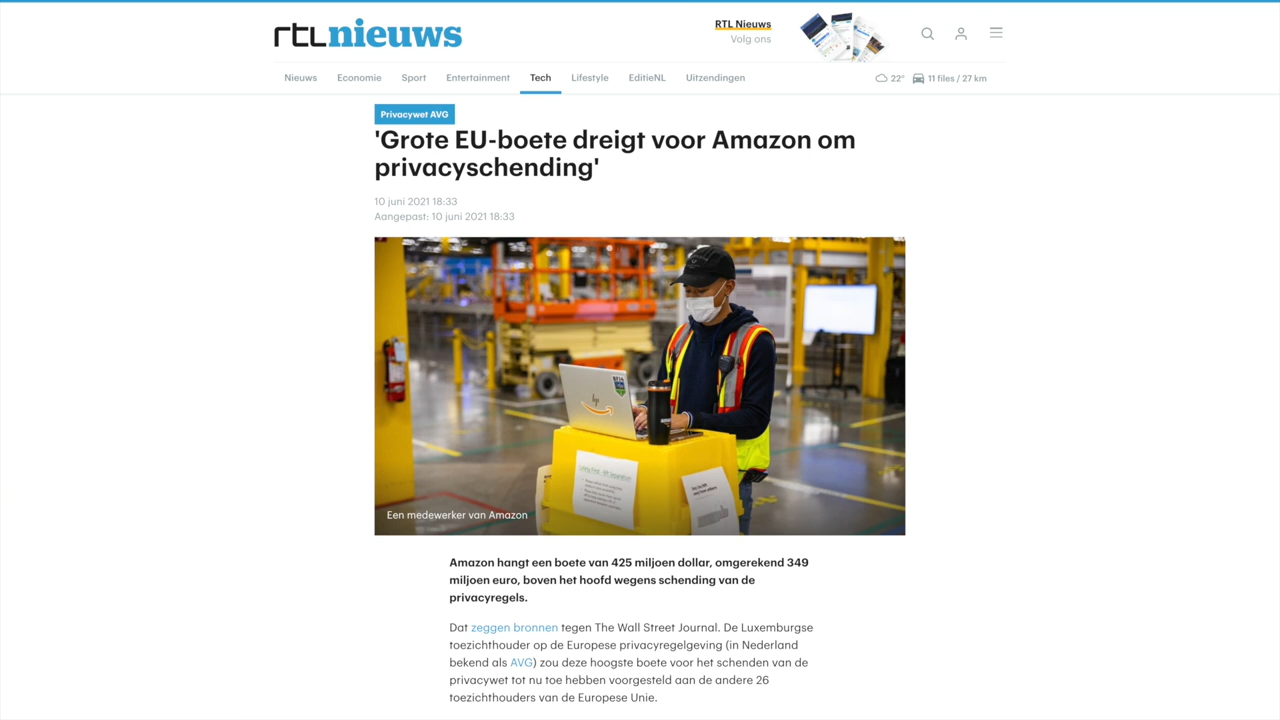 rtlnieuws
RTL Nieuws
Volg ons
Nieuws Economie Sport Entertainment Tech Lifestyle EditieNL Uitzendingen 22° 11 files / 27 km
Privacywet AVG
'Grote EU-boete dreigt voor Amazon om
privacyschending'
10 juni 2021 18:33
Aangepast: 10 juni 2021 18:33
hp
Een medewerker van Amazon
Amazon hangt een boete van 425 miljoen dollar, omgerekend 349
miljoen euro, boven het hoofd wegens schending van de
privacyregels.
Dat zeggen bronnen tegen The Wall Street Journal. De Luxemburgse
toezichthouder op de Europese privacyregelgeving (in Nederland
bekend als AVG) zou deze hoogste boete voor het schenden van de
privacywet tot nu toe hebben voorgesteld aan de andere 26
toezichthouders van de Europese Unie.